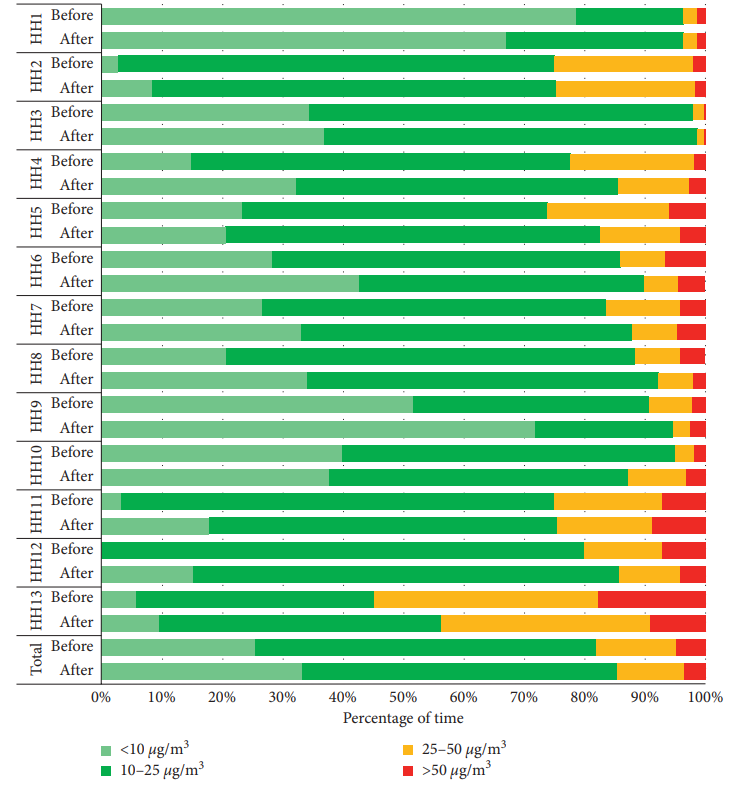 HH1
Before
After
HH2
Before
After
HH3
Before
After
HH4
Before
After
HH5
Before
After
HH6
Before
After
HH7
Before
After
HH8
Before
After
HH9
Before
After
HH10
Before
After
HH11
Before
After
HH12
Before
After
HH13
Before
After
Total
Before
After
0% 10% 20% 30% 40% 50% 60% 70% 80% 90% 100%
Percentage of time
<10 μg/m³
10–25 μg/m³
25–50 μg/m³
>50 μg/m³